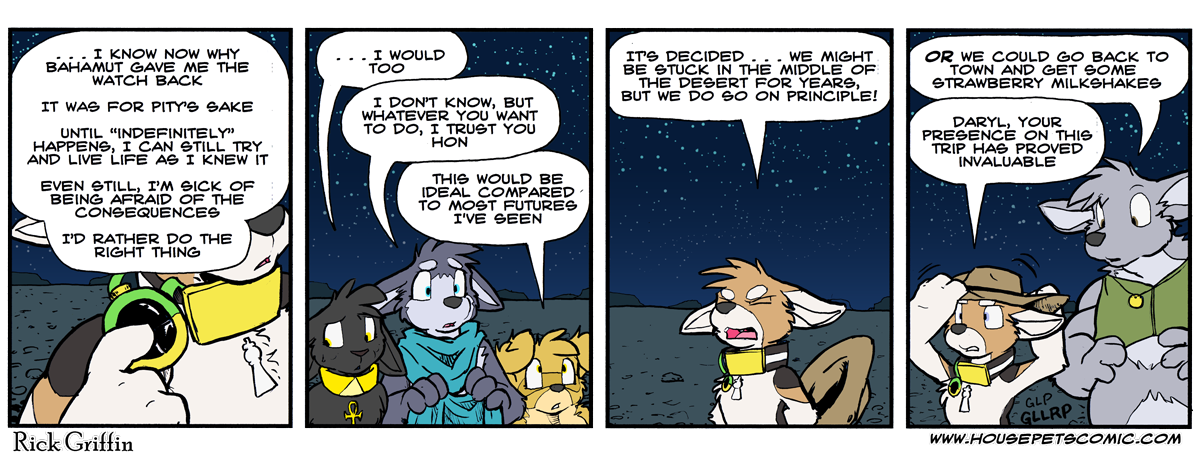 . . . I KNOW NOW WHY
BAHAMUT GAVE ME THE
WATCH BACK
IT WAS FOR PITY'S SAKE
UNTIL "INDEFINITELY"
HAPPENS, I CAN STILL TRY
AND LIVE LIFE AS I KNEW IT
EVEN STILL, I'M SICK OF
BEING AFRAID OF THE
CONSEQUENCES
I'D RATHER DO THE
RIGHT THING
. . . I WOULD
TOO
I DON'T KNOW, BUT
WHATEVER YOU WANT
TO DO, I TRUST YOU
HON
THIS WOULD BE
IDEAL COMPARED
TO MOST FUTURES
I'VE SEEN
IT'S DECIDED . . . WE MIGHT
BE STUCK IN THE MIDDLE OF
THE DESERT FOR YEARS,
BUT WE DO SO ON PRINCIPLE!
OR WE COULD GO BACK TO
TOWN AND GET SOME
STRAWBERRY MILKSHAKES
DARYL, YOUR
PRESENCE ON THIS
TRIP HAS PROVED
INVALUABLE
GLP
GLLRP
Rick Griffin
WWW.HOUSEPETSCOMIC.COM